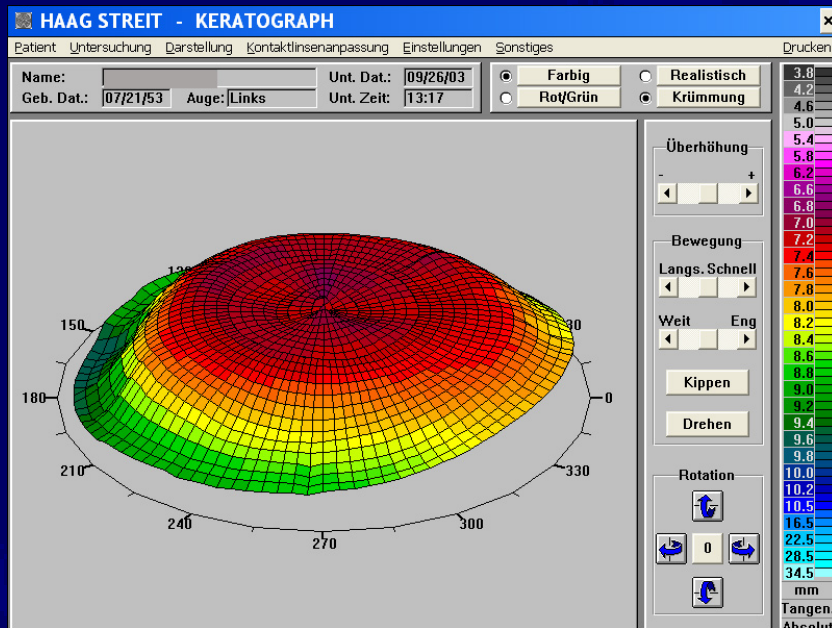 HAAG STREIT - KERATOGRAPH
Patient Untersuchung Darstellung Kontaktlinsenanpassung Einstellungen Sonstiges Drucken
Name: Unt. Dat.: 09/26/03
Geb. Dat.: 07/21/53 Auge: Links Unt. Zeit: 13:17
Farbig Realistisch
Rot/Grün Krümmung
Überhöhung
- +
Bewegung
Langs. Schnell
Weit Eng
Kippen
Drehen
Rotation
0
150
180
210
240
270
300
330
0
3.8
4.2
4.6
5.0
5.4
5.8
6.2
6.6
6.8
7.0
7.2
7.4
7.6
7.8
8.0
8.2
8.4
8.6
8.8
9.0
9.2
9.4
9.6
9.8
10.0
10.2
10.5
16.5
22.5
28.5
34.5
mm
Tangen.
Absolut